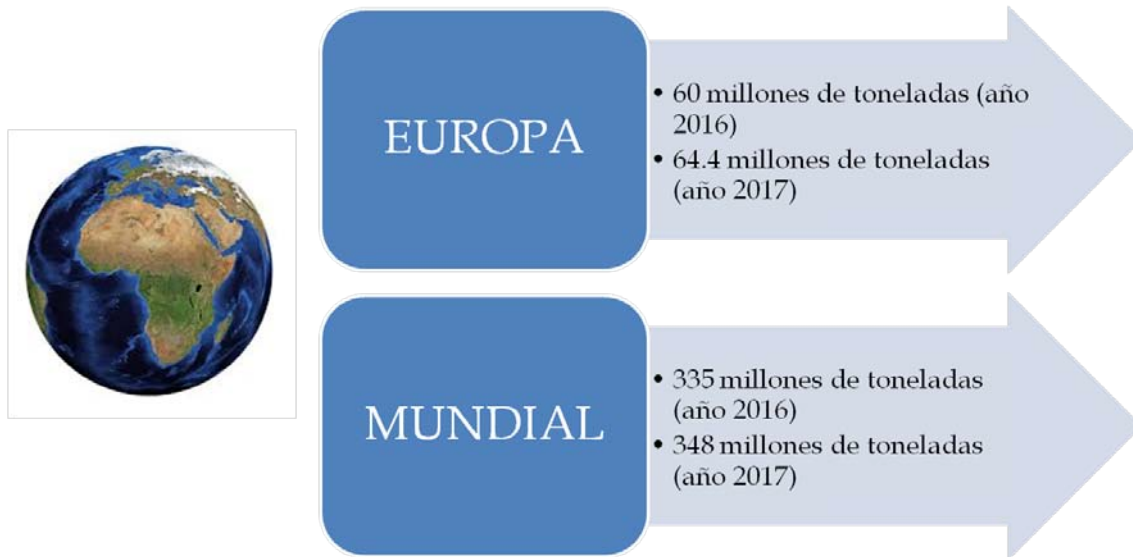 EUROPA
• 60 millones de toneladas (año
2016)
• 64.4 millones de toneladas
(año 2017)
MUNDIAL
• 335 millones de toneladas
(año 2016)
• 348 millones de toneladas
(año 2017)